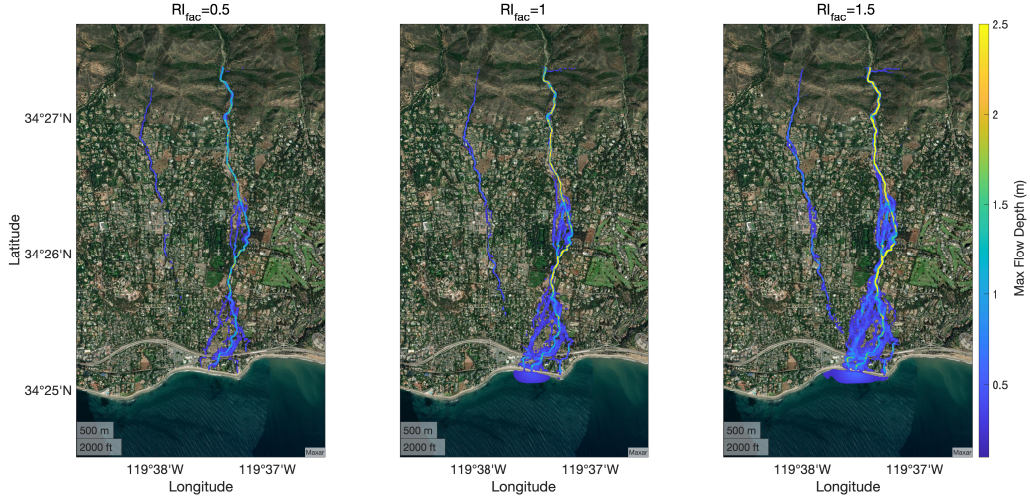 RI_fac=0.5
RI_fac=1
RI_fac=1.5
2.5
2
1.5
1
0.5
Max Flow Depth (m)
Latitude
34°27'N
34°26'N
34°25'N
500 m
2000 ft
Maxar
500 m
2000 ft
Maxar
500 m
2000 ft
Maxar
119°38'W
119°37'W
119°38'W
119°37'W
119°38'W
119°37'W
Longitude
Longitude
Longitude